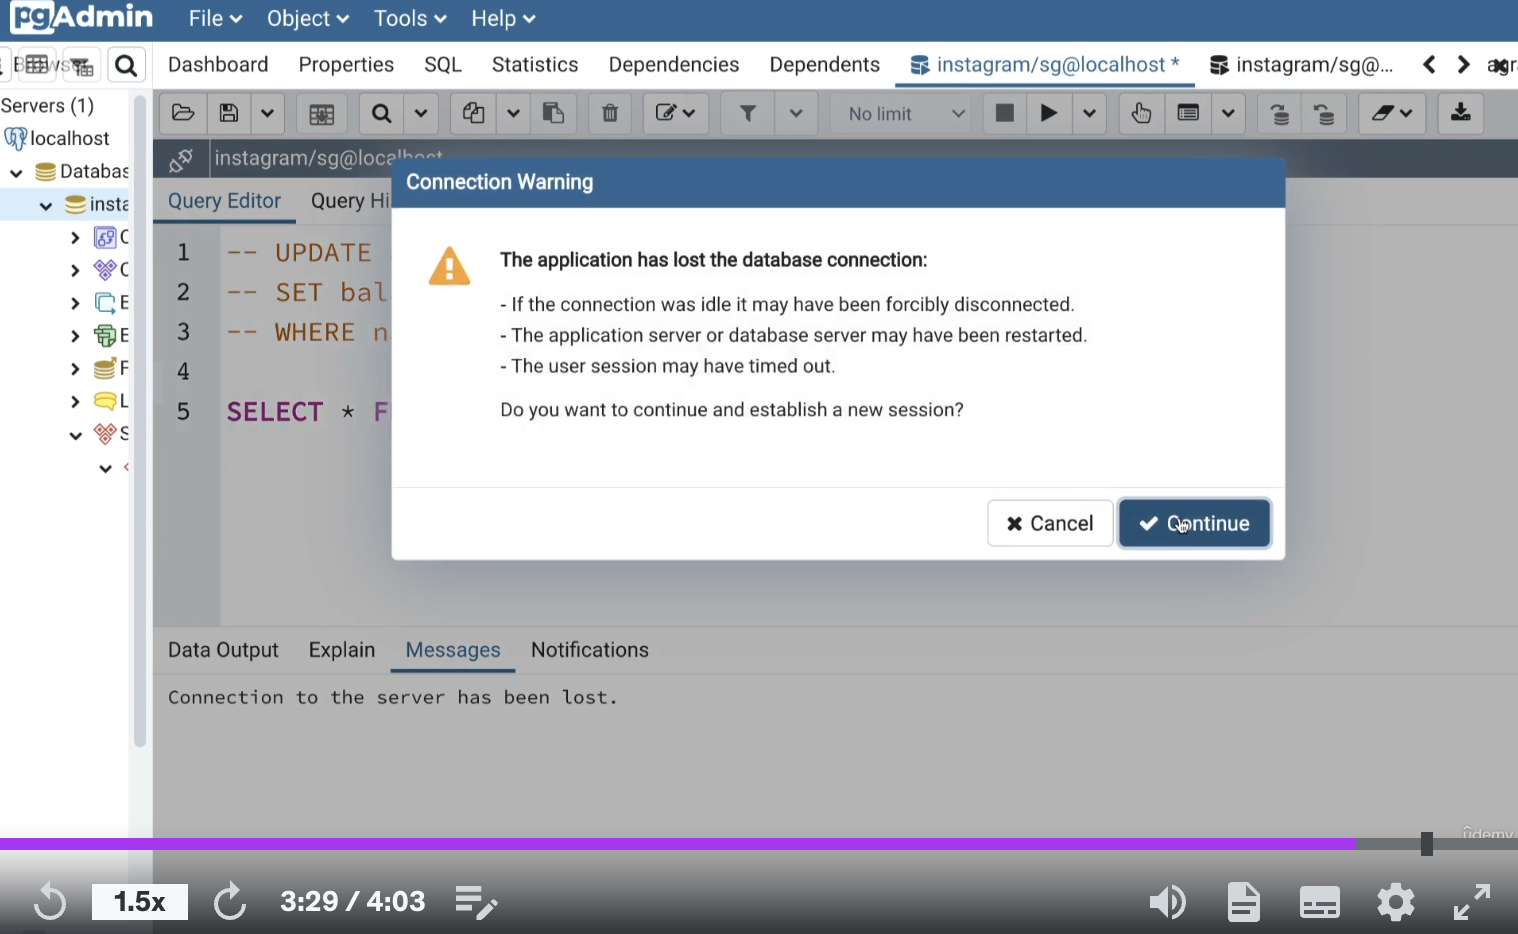 pgAdmin File Object Tools Help
Dashboard Properties SQL Statistics Dependencies Dependents instagram/sg@localhost * instagram/sg@...
Servers (1)
localhost
No limit
instagram/sg@localhost
Databas
insta
Query Editor Query Hi
1 -- UPDATE
2 -- SET bal
3 -- WHERE n
4
5 SELECT * F
C
C
E
E
F
L
S
Connection Warning
The application has lost the database connection:
- If the connection was idle it may have been forcibly disconnected.
- The application server or database server may have been restarted.
- The user session may have timed out.
Do you want to continue and establish a new session?
Cancel Continue
Data Output Explain Messages Notifications
Connection to the server has been lost.
ûdemy
1.5x 3:29 / 4:03